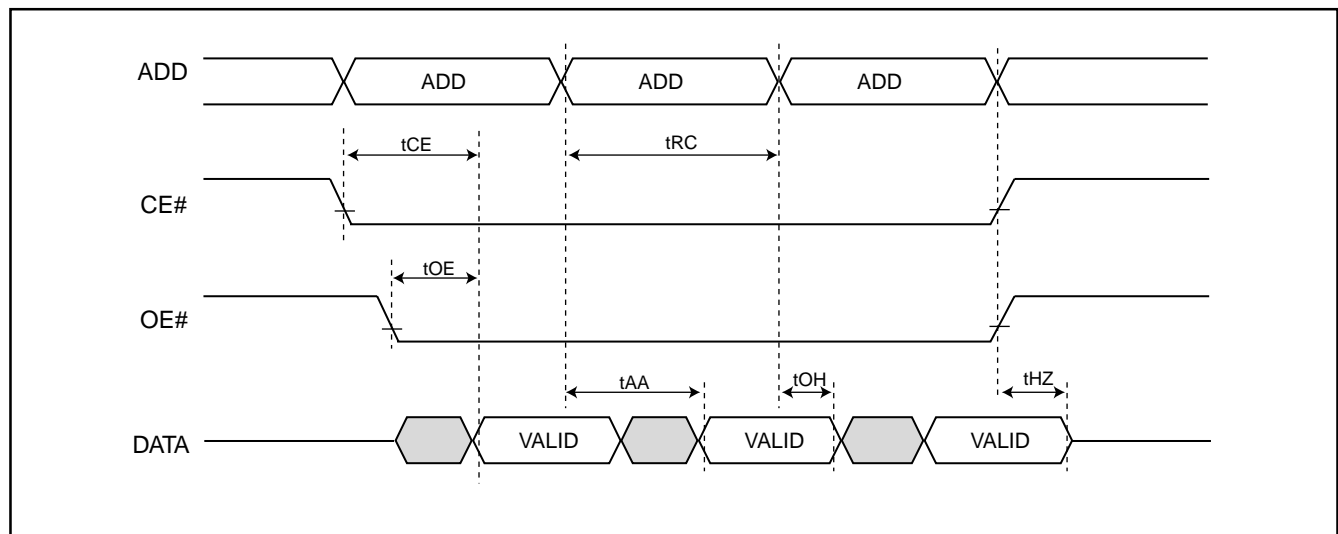 ADD
ADD
ADD
ADD
tCE
tRC
CE#
tOE
OE#
tAA
tOH
tHZ
DATA
VALID
VALID
VALID